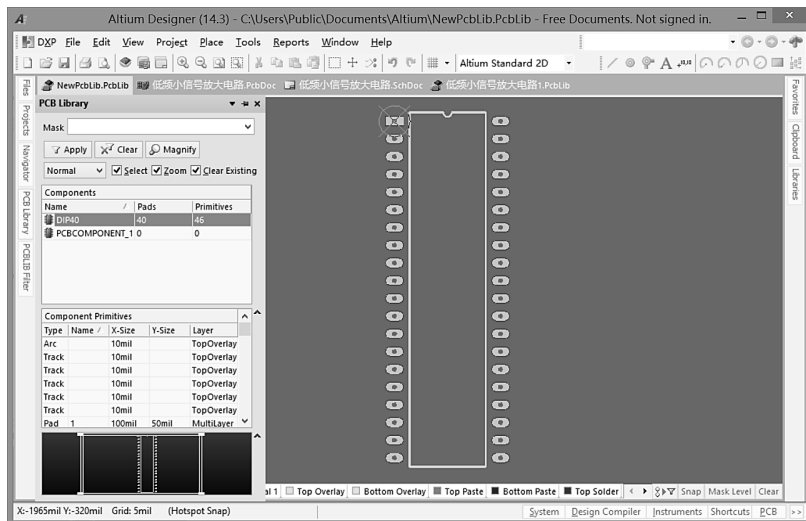 Altium Designer (14.3) - C:\Users\Public\Documents\Altium\NewPcbLib.PcbLib - Free Documents. Not signed in.
DXP File Edit View Project Place Tools Reports Window Help
Altium Standard 2D
NewPcbLib.PcbLib 低频小信号放大电路.PcbDoc 低频小信号放大电路.SchDoc 低频小信号放大电路1.PcbLib
Files
Projects
Navigator
PCB Library
PCBLIB Filter
PCB Library
Mask
Apply Clear Magnify
Normal Select Zoom Clear Existing
Components
Name / Pads Primitives
DIP40 40 46
PCBCOMPONENT_1 0 0
Component Primitives
Type Name / X-Size Y-Size Layer
Arc 10mil TopOverlay
Track 10mil TopOverlay
Track 10mil TopOverlay
Track 10mil TopOverlay
Track 10mil TopOverlay
Track 10mil TopOverlay
Pad 1 100mil 50mil MultiLayer
Favorites
Clipboard
Libraries
al 1 Top Overlay Bottom Overlay Top Paste Bottom Paste Top Solder Snap Mask Level Clear
X:-1965mil Y:-320mil Grid: 5mil (Hotspot Snap) System Design Compiler Instruments Shortcuts PCB >>